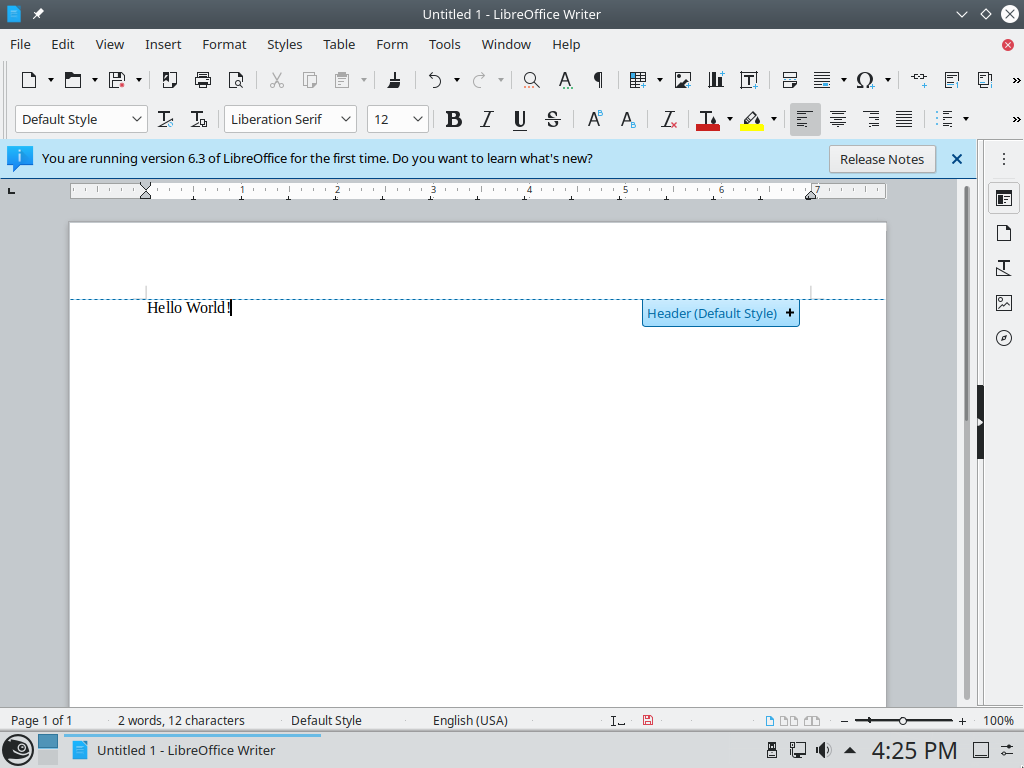 Untitled 1 - LibreOffice Writer
File Edit View Insert Format Styles Table Form Tools Window Help
Default Style Liberation Serif 12
You are running version 6.3 of LibreOffice for the first time. Do you want to learn what's new? Release Notes
1 2 3 4 5 6 7
Hello World!
Header (Default Style) +
Page 1 of 1 2 words, 12 characters Default Style English (USA) 100%
Untitled 1 - LibreOffice Writer 4:25 PM